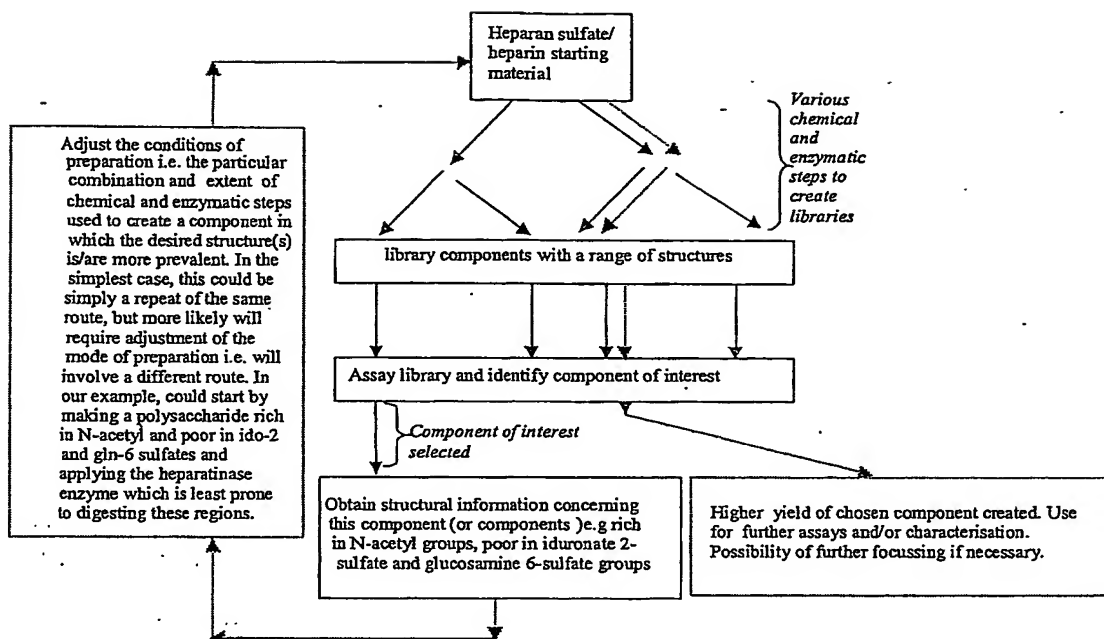 Heparan sulfate/
heparin starting
material
Various
chemical
and
enzymatic
steps to
create
libraries
Adjust the conditions of
preparation i.e. the particular
combination and extent of
chemical and enzymatic steps
used to create a component in
which the desired structure(s)
is/are more prevalent. In the
simplest case, this could be
simply a repeat of the same
route, but more likely will
require adjustment of the
mode of preparation i.e. will
involve a different route. In
our example, could start by
making a polysaccharide rich
in N-acetyl and poor in ido-2
and gln-6 sulfates and
applying the heparatinase
enzyme which is least prone
to digesting these regions.
library components with a range of structures
Assay library and identify component of interest
Component of interest
selected
Obtain structural information concerning
this component (or components )e.g rich
in N-acetyl groups, poor in iduronate 2-
sulfate and glucosamine 6-sulfate groups
Higher yield of chosen component created. Use
for further assays and/or characterisation.
Possibility of further focussing if necessary.